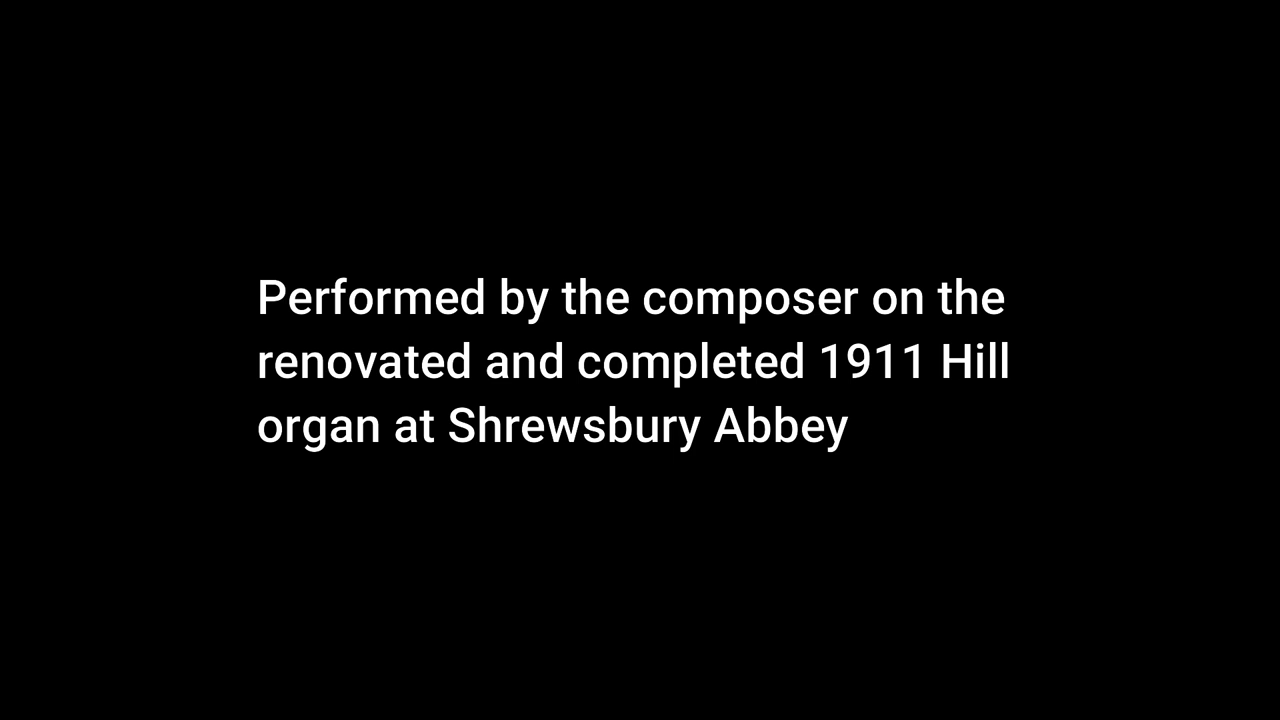 Performed by the composer on the
renovated and completed 1911 Hill
organ at Shrewsbury Abbey